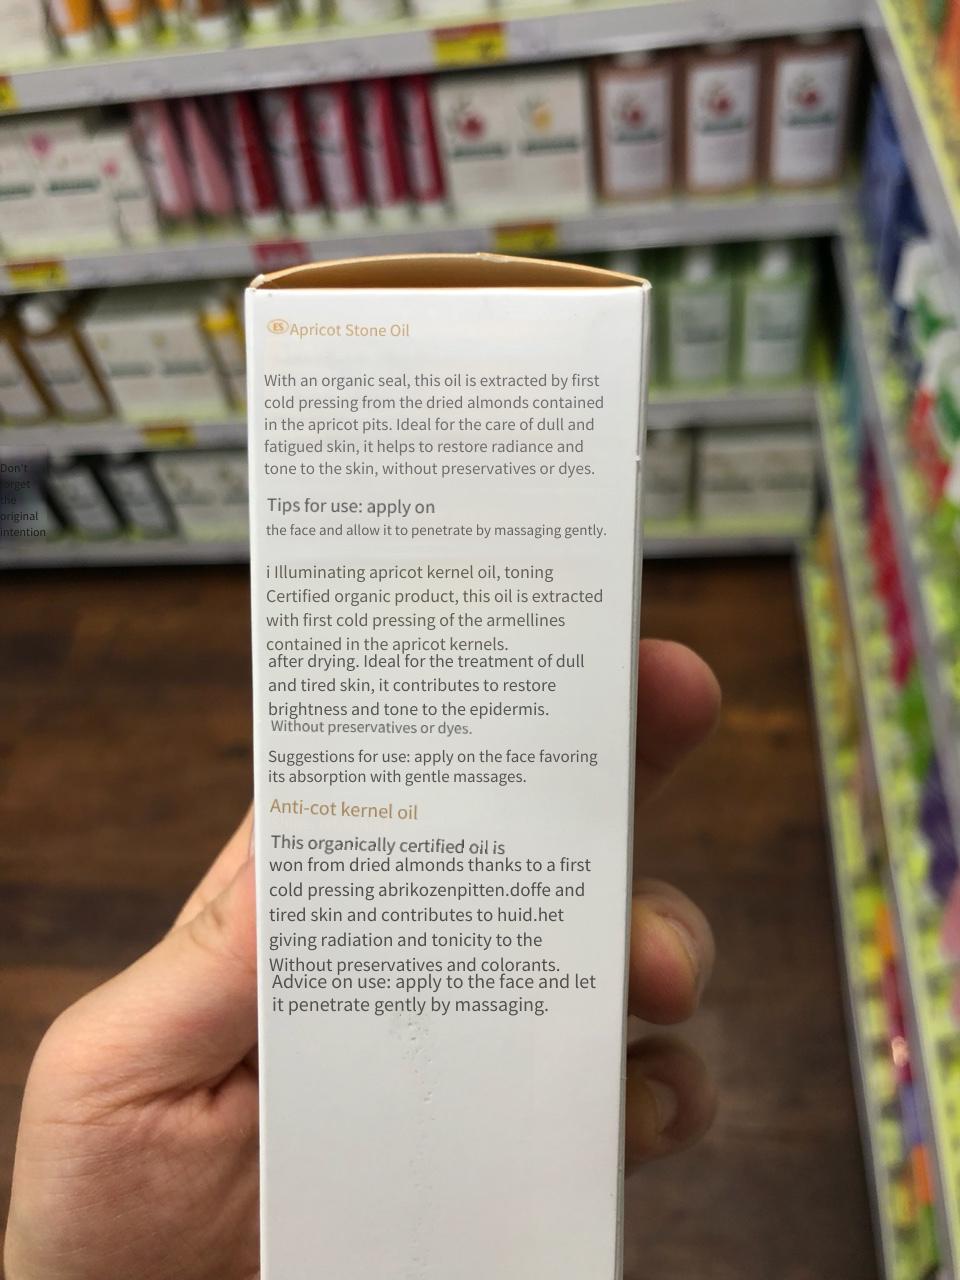 ES Apricot Stone Oil
With an organic seal, this oil is extracted by first
cold pressing from the dried almonds contained
in the apricot pits. Ideal for the care of dull and
fatigued skin, it helps to restore radiance and
tone to the skin, without preservatives or dyes.
Tips for use: apply on
the face and allow it to penetrate by massaging gently.
i Illuminating apricot kernel oil, toning
Certified organic product, this oil is extracted
with first cold pressing of the armellines
contained in the apricot kernels.
after drying. Ideal for the treatment of dull
and tired skin, it contributes to restore
brightness and tone to the epidermis.
Without preservatives or dyes.
Suggestions for use: apply on the face favoring
its absorption with gentle massages.
Anti-cot kernel oil
This organically certified oil is
won from dried almonds thanks to a first
cold pressing abrikozenpitten.doffe and
tired skin and contributes to huid.het
giving radiation and tonicity to the
Without preservatives and colorants.
Advice on use: apply to the face and let
it penetrate gently by massaging.
Don't
forget
the
original
intention